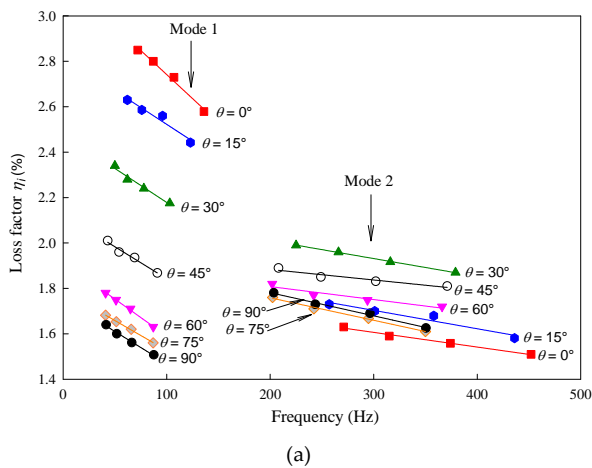 3.0
2.8
2.6
2.4
2.2
2.0
1.8
1.6
1.4
Loss factor ηi (%)
Mode 1
θ = 0°
θ = 15°
θ = 30°
θ = 45°
θ = 60°
θ = 75°
θ = 90°
Mode 2
θ = 30°
θ = 45°
θ = 60°
θ = 90°
θ = 75°
θ = 15°
θ = 0°
0 100 200 300 400 500
Frequency (Hz)
(a)